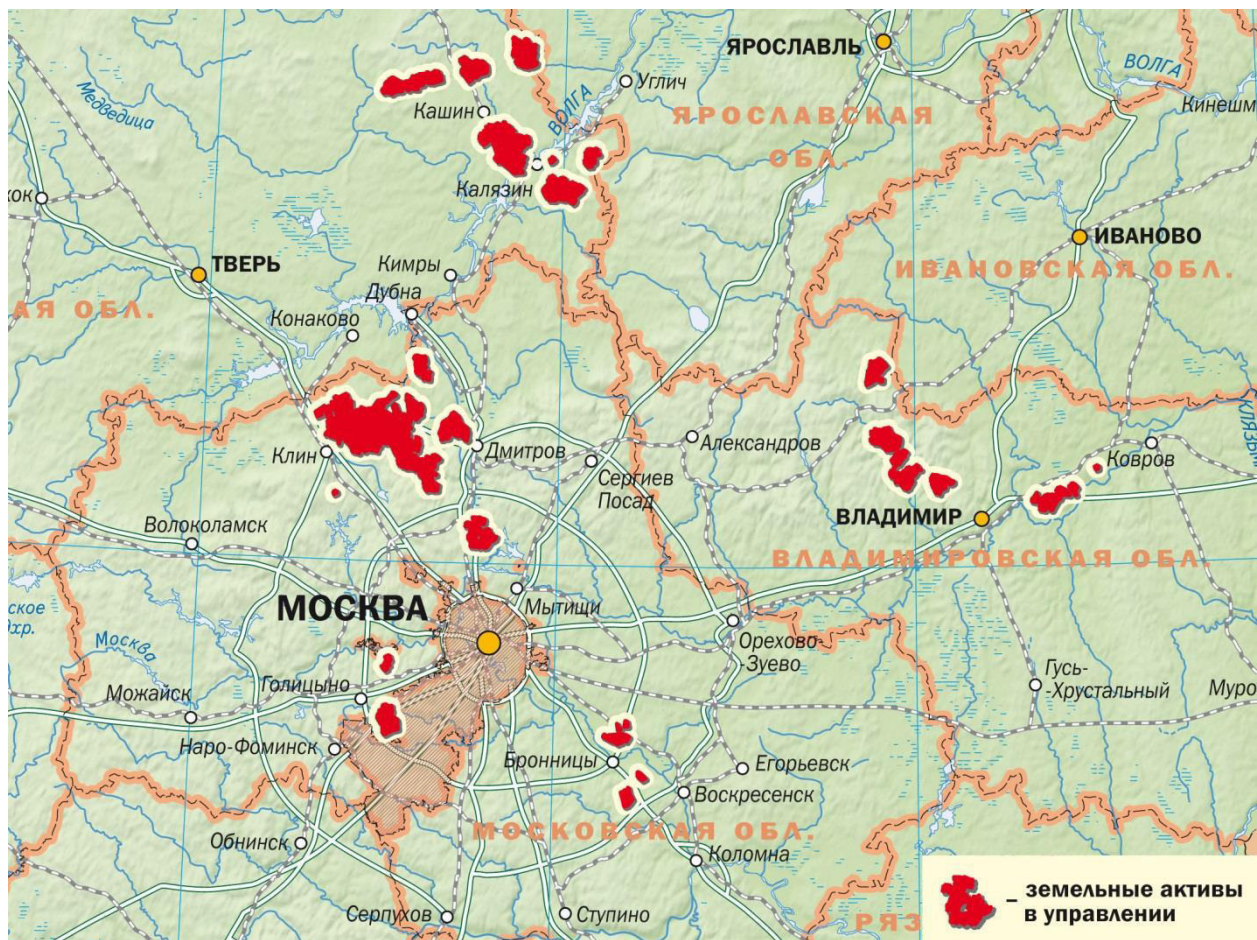 ЯРОСЛАВЛЬ
ВОЛГА
Углич
Кинешм
Медведица
Кашин
ВОЛГА
ЯРОСЛАВСКАЯ
ОБЛ.
Калязин
кок
ИВАНОВО
ТВЕРЬ
Кимры
ИВАНОВСКАЯ ОБЛ.
АЯ ОБЛ.
Дубна
Конаково
Клин
Дмитров
Александров
Ковров
Сергиев
Посад
Волоколамск
ВЛАДИМИР
ВЛАДИМИРОВСКАЯ ОБЛ.
МОСКВА
Мытищи
ское
дхр.
Москва
Орехово-
Зуево
Голицыно
Можайск
Гусь-
-Хрустальный
Муро
Наро-Фоминск
Бронницы
Егорьевск
Воскресенск
МОСКОВСКАЯ ОБЛ.
Обнинск
Коломна
Серпухов
Ступино
РЯЗ
– земельные активы
в управлении